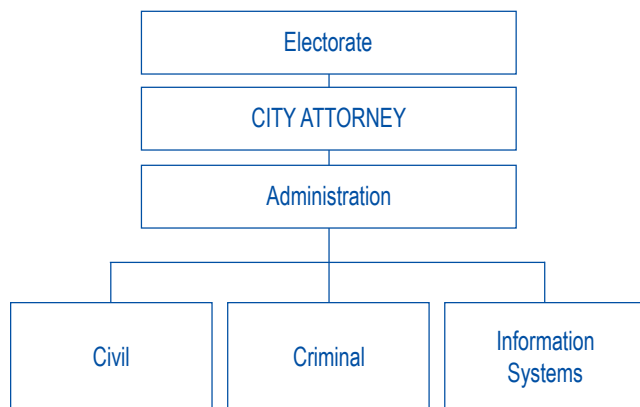 Electorate
CITY ATTORNEY
Administration
Civil
Criminal
Information
Systems